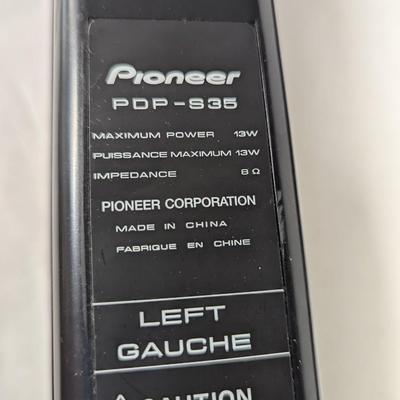 Pioneer
PDP-S35
MAXIMUM POWER 13W
PUISSANCE MAXIMUM 13W
IMPEDANCE 8 Ω
PIONEER CORPORATION
MADE IN CHINA
FABRIQUE EN CHINE
LEFT
GAUCHE
⚠ CAUTION